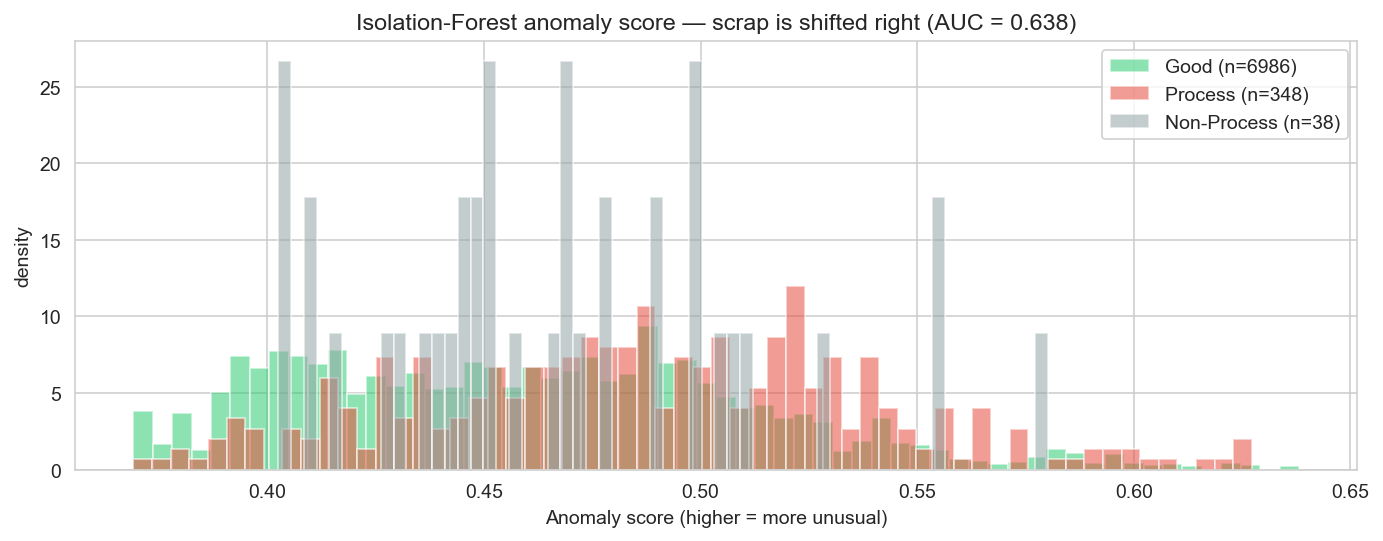 Isolation-Forest anomaly score — scrap is shifted right (AUC = 0.638)
Good (n=6986)
Process (n=348)
Non-Process (n=38)
density
25
20
15
10
5
0
0.40
0.45
0.50
0.55
0.60
0.65
Anomaly score (higher = more unusual)